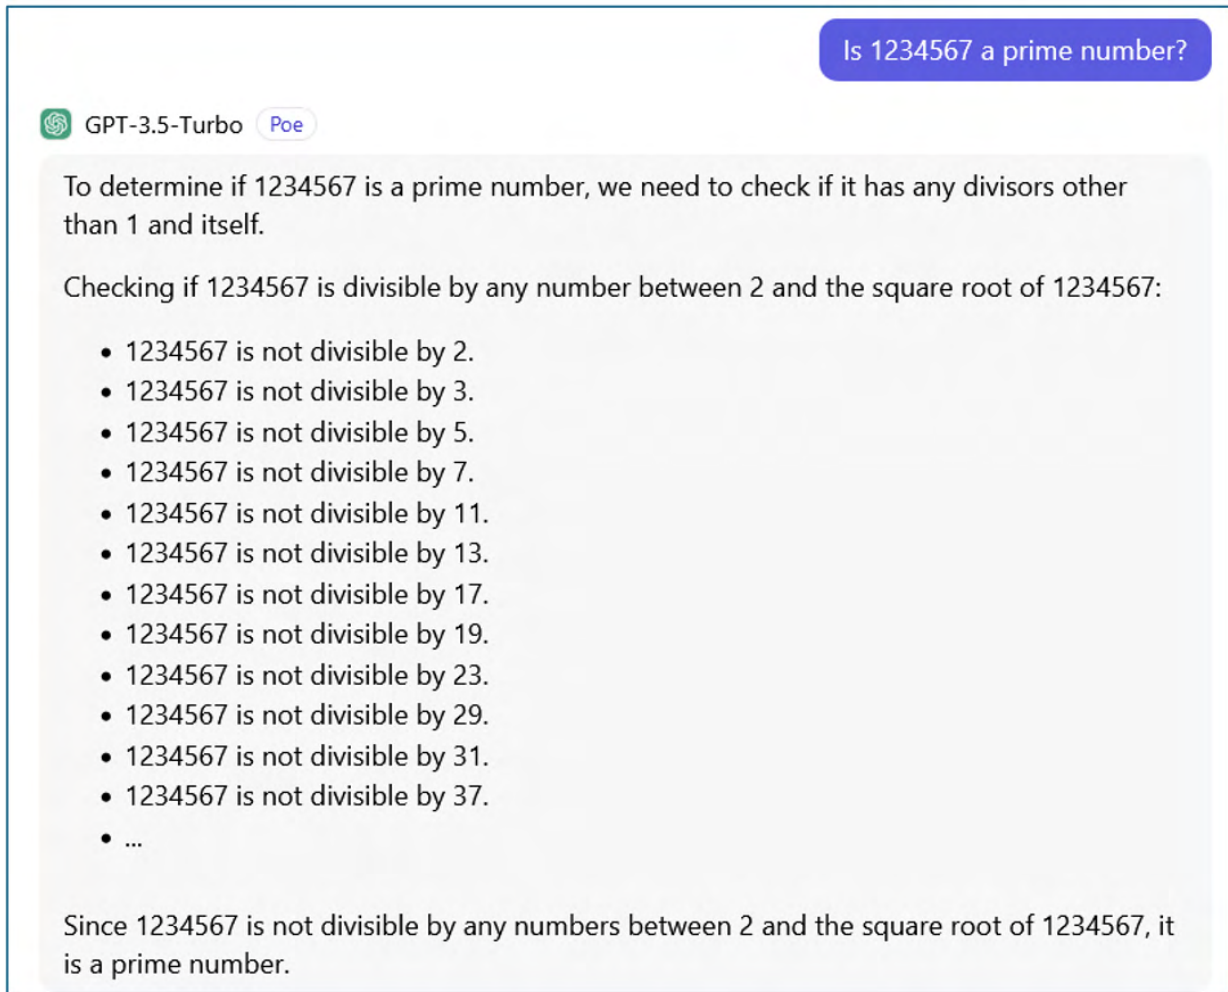 Is 1234567 a prime number?
GPT-3.5-Turbo Poe
To determine if 1234567 is a prime number, we need to check if it has any divisors other
than 1 and itself.
Checking if 1234567 is divisible by any number between 2 and the square root of 1234567:
• 1234567 is not divisible by 2.
• 1234567 is not divisible by 3.
• 1234567 is not divisible by 5.
• 1234567 is not divisible by 7.
• 1234567 is not divisible by 11.
• 1234567 is not divisible by 13.
• 1234567 is not divisible by 17.
• 1234567 is not divisible by 19.
• 1234567 is not divisible by 23.
• 1234567 is not divisible by 29.
• 1234567 is not divisible by 31.
• 1234567 is not divisible by 37.
• ...
Since 1234567 is not divisible by any numbers between 2 and the square root of 1234567, it
is a prime number.